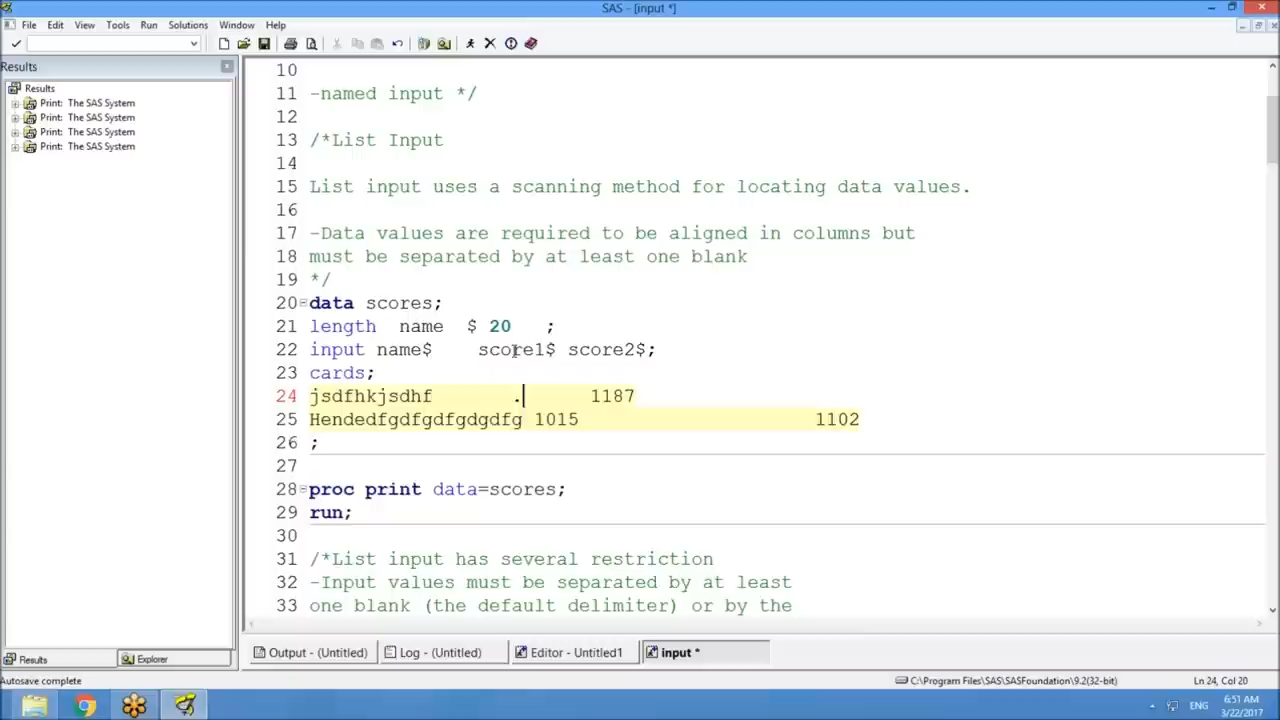 SAS - [input *]
File Edit View Tools Run Solutions Window Help
Results
Results
Print: The SAS System
Print: The SAS System
Print: The SAS System
Print: The SAS System
10
11 -named input */
12
13 /*List Input
14
15 List input uses a scanning method for locating data values.
16
17 -Data values are required to be aligned in columns but
18 must be separated by at least one blank
19 */
20 data scores;
21 length name $ 20 ;
22 input name$ score1$ score2$;
23 cards;
24 jsdfhkjsdhf . 1187
25 Hendedfgdfgdfgdgdfg 1015 1102
26 ;
27
28 proc print data=scores;
29 run;
30
31 /*List input has several restriction
32 -Input values must be separated by at least
33 one blank (the default delimiter) or by the
Results Explorer Output - (Untitled) Log - (Untitled) Editor - Untitled1 input *
Autosave complete C:\Program Files\SAS\SASFoundation\9.2(32-bit) Ln 24, Col 20
ENG 6:51 AM
3/22/2017